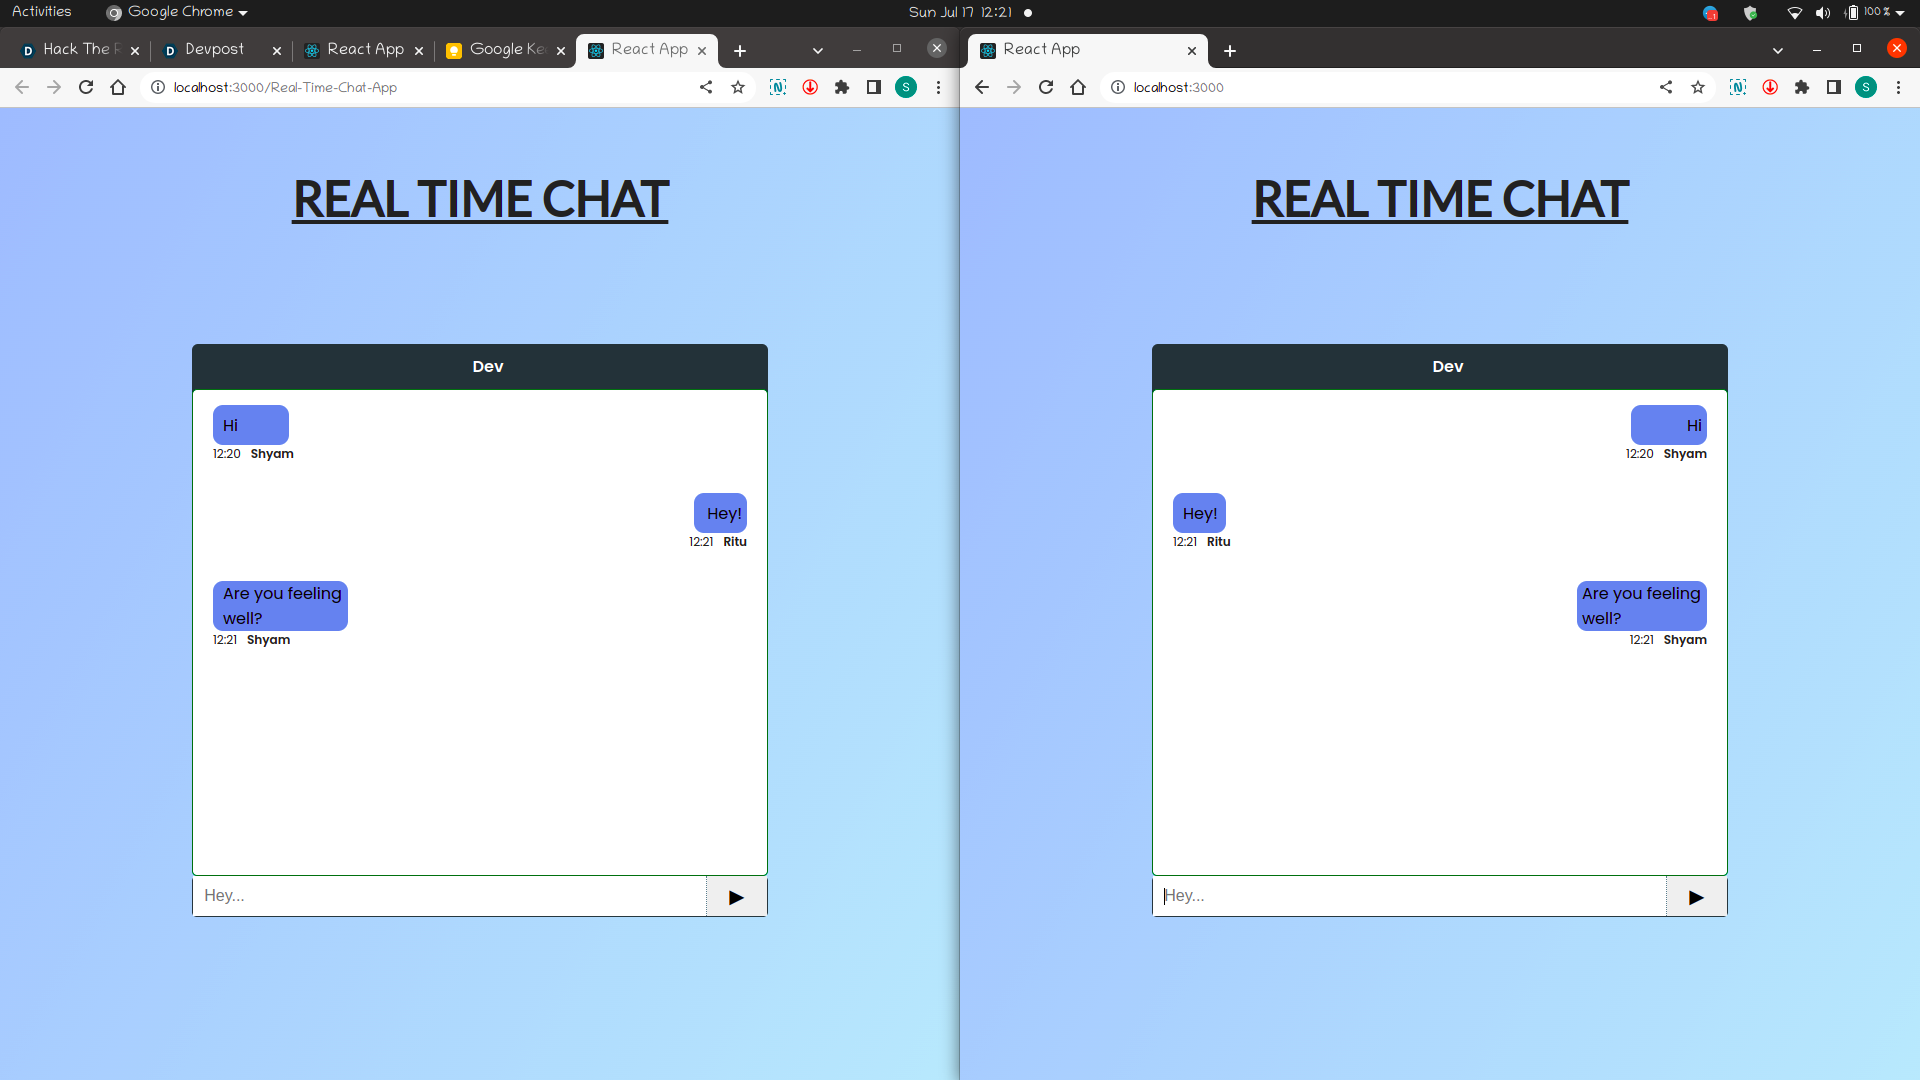 Activities Google Chrome Sun Jul 17 12:21 100 %
Hack The Devpost React App Google Ke React App
localhost:3000/Real-Time-Chat-App S
REAL TIME CHAT
Dev
Hi
12:20 Shyam
Hey!
12:21 Ritu
Are you feeling
well?
12:21 Shyam
Hey...
React App
localhost:3000 S
REAL TIME CHAT
Dev
Hi
12:20 Shyam
Hey!
12:21 Ritu
Are you feeling
well?
12:21 Shyam
Hey...